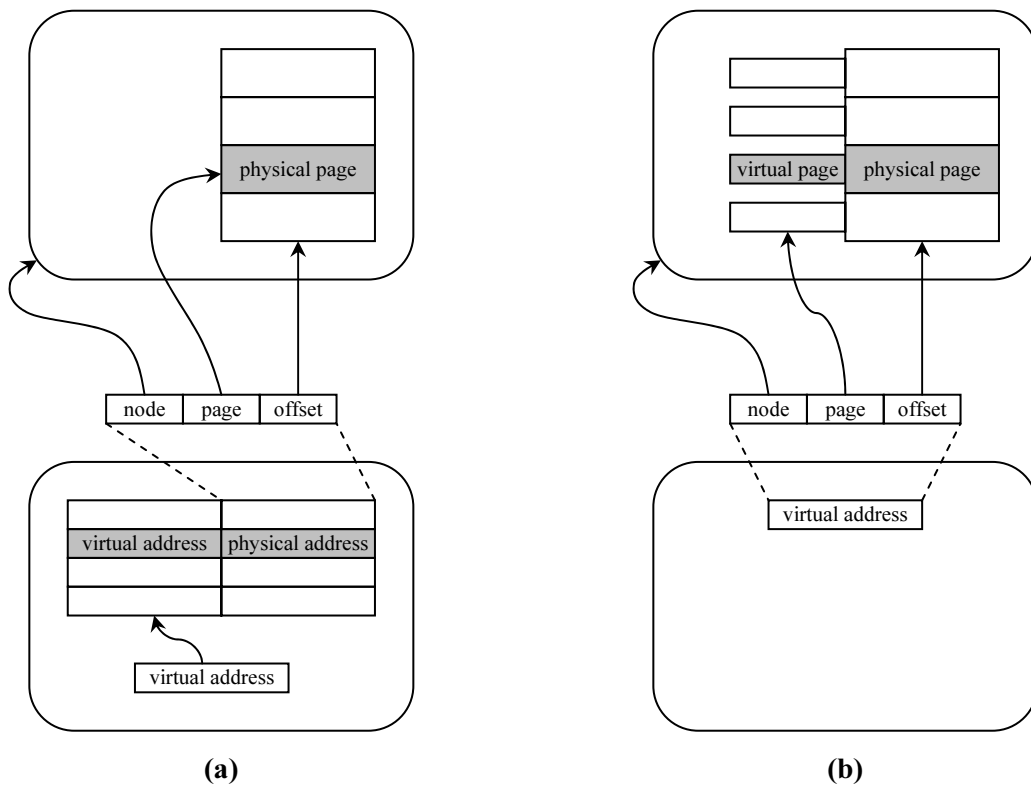 physical page
node page offset
virtual address physical address
virtual address
(a)
virtual page physical page
node page offset
virtual address
(b)